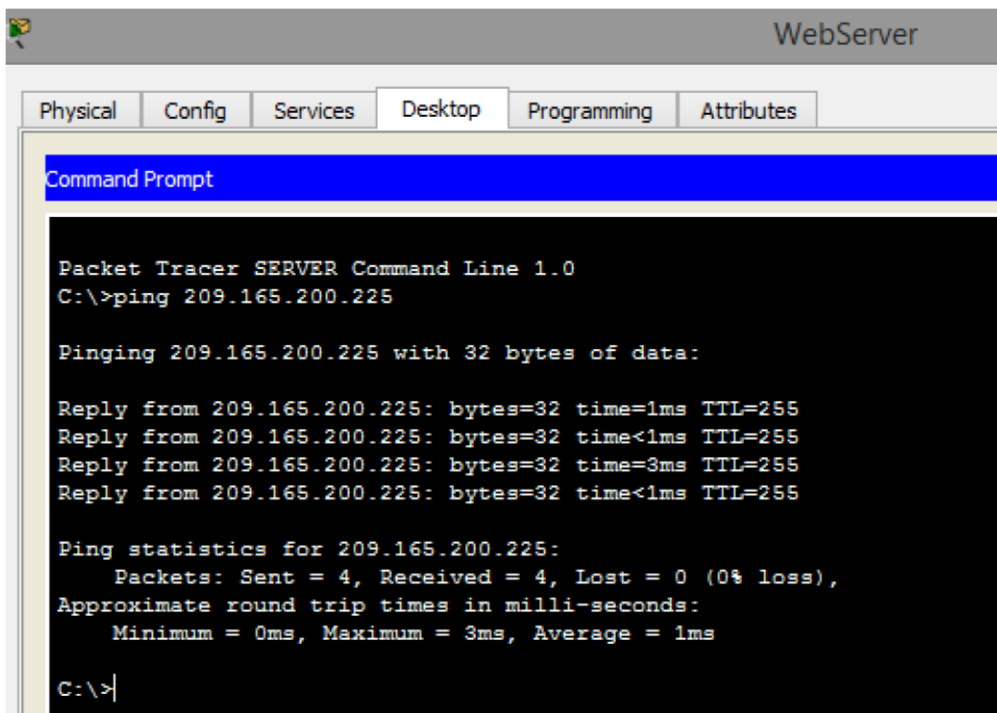 WebServer
Physical Config Services Desktop Programming Attributes
Command Prompt
Packet Tracer SERVER Command Line 1.0
C:\>ping 209.165.200.225
Pinging 209.165.200.225 with 32 bytes of data:
Reply from 209.165.200.225: bytes=32 time=1ms TTL=255
Reply from 209.165.200.225: bytes=32 time<1ms TTL=255
Reply from 209.165.200.225: bytes=32 time=3ms TTL=255
Reply from 209.165.200.225: bytes=32 time<1ms TTL=255
Ping statistics for 209.165.200.225:
Packets: Sent = 4, Received = 4, Lost = 0 (0% loss),
Approximate round trip times in milli-seconds:
Minimum = 0ms, Maximum = 3ms, Average = 1ms
C:\>